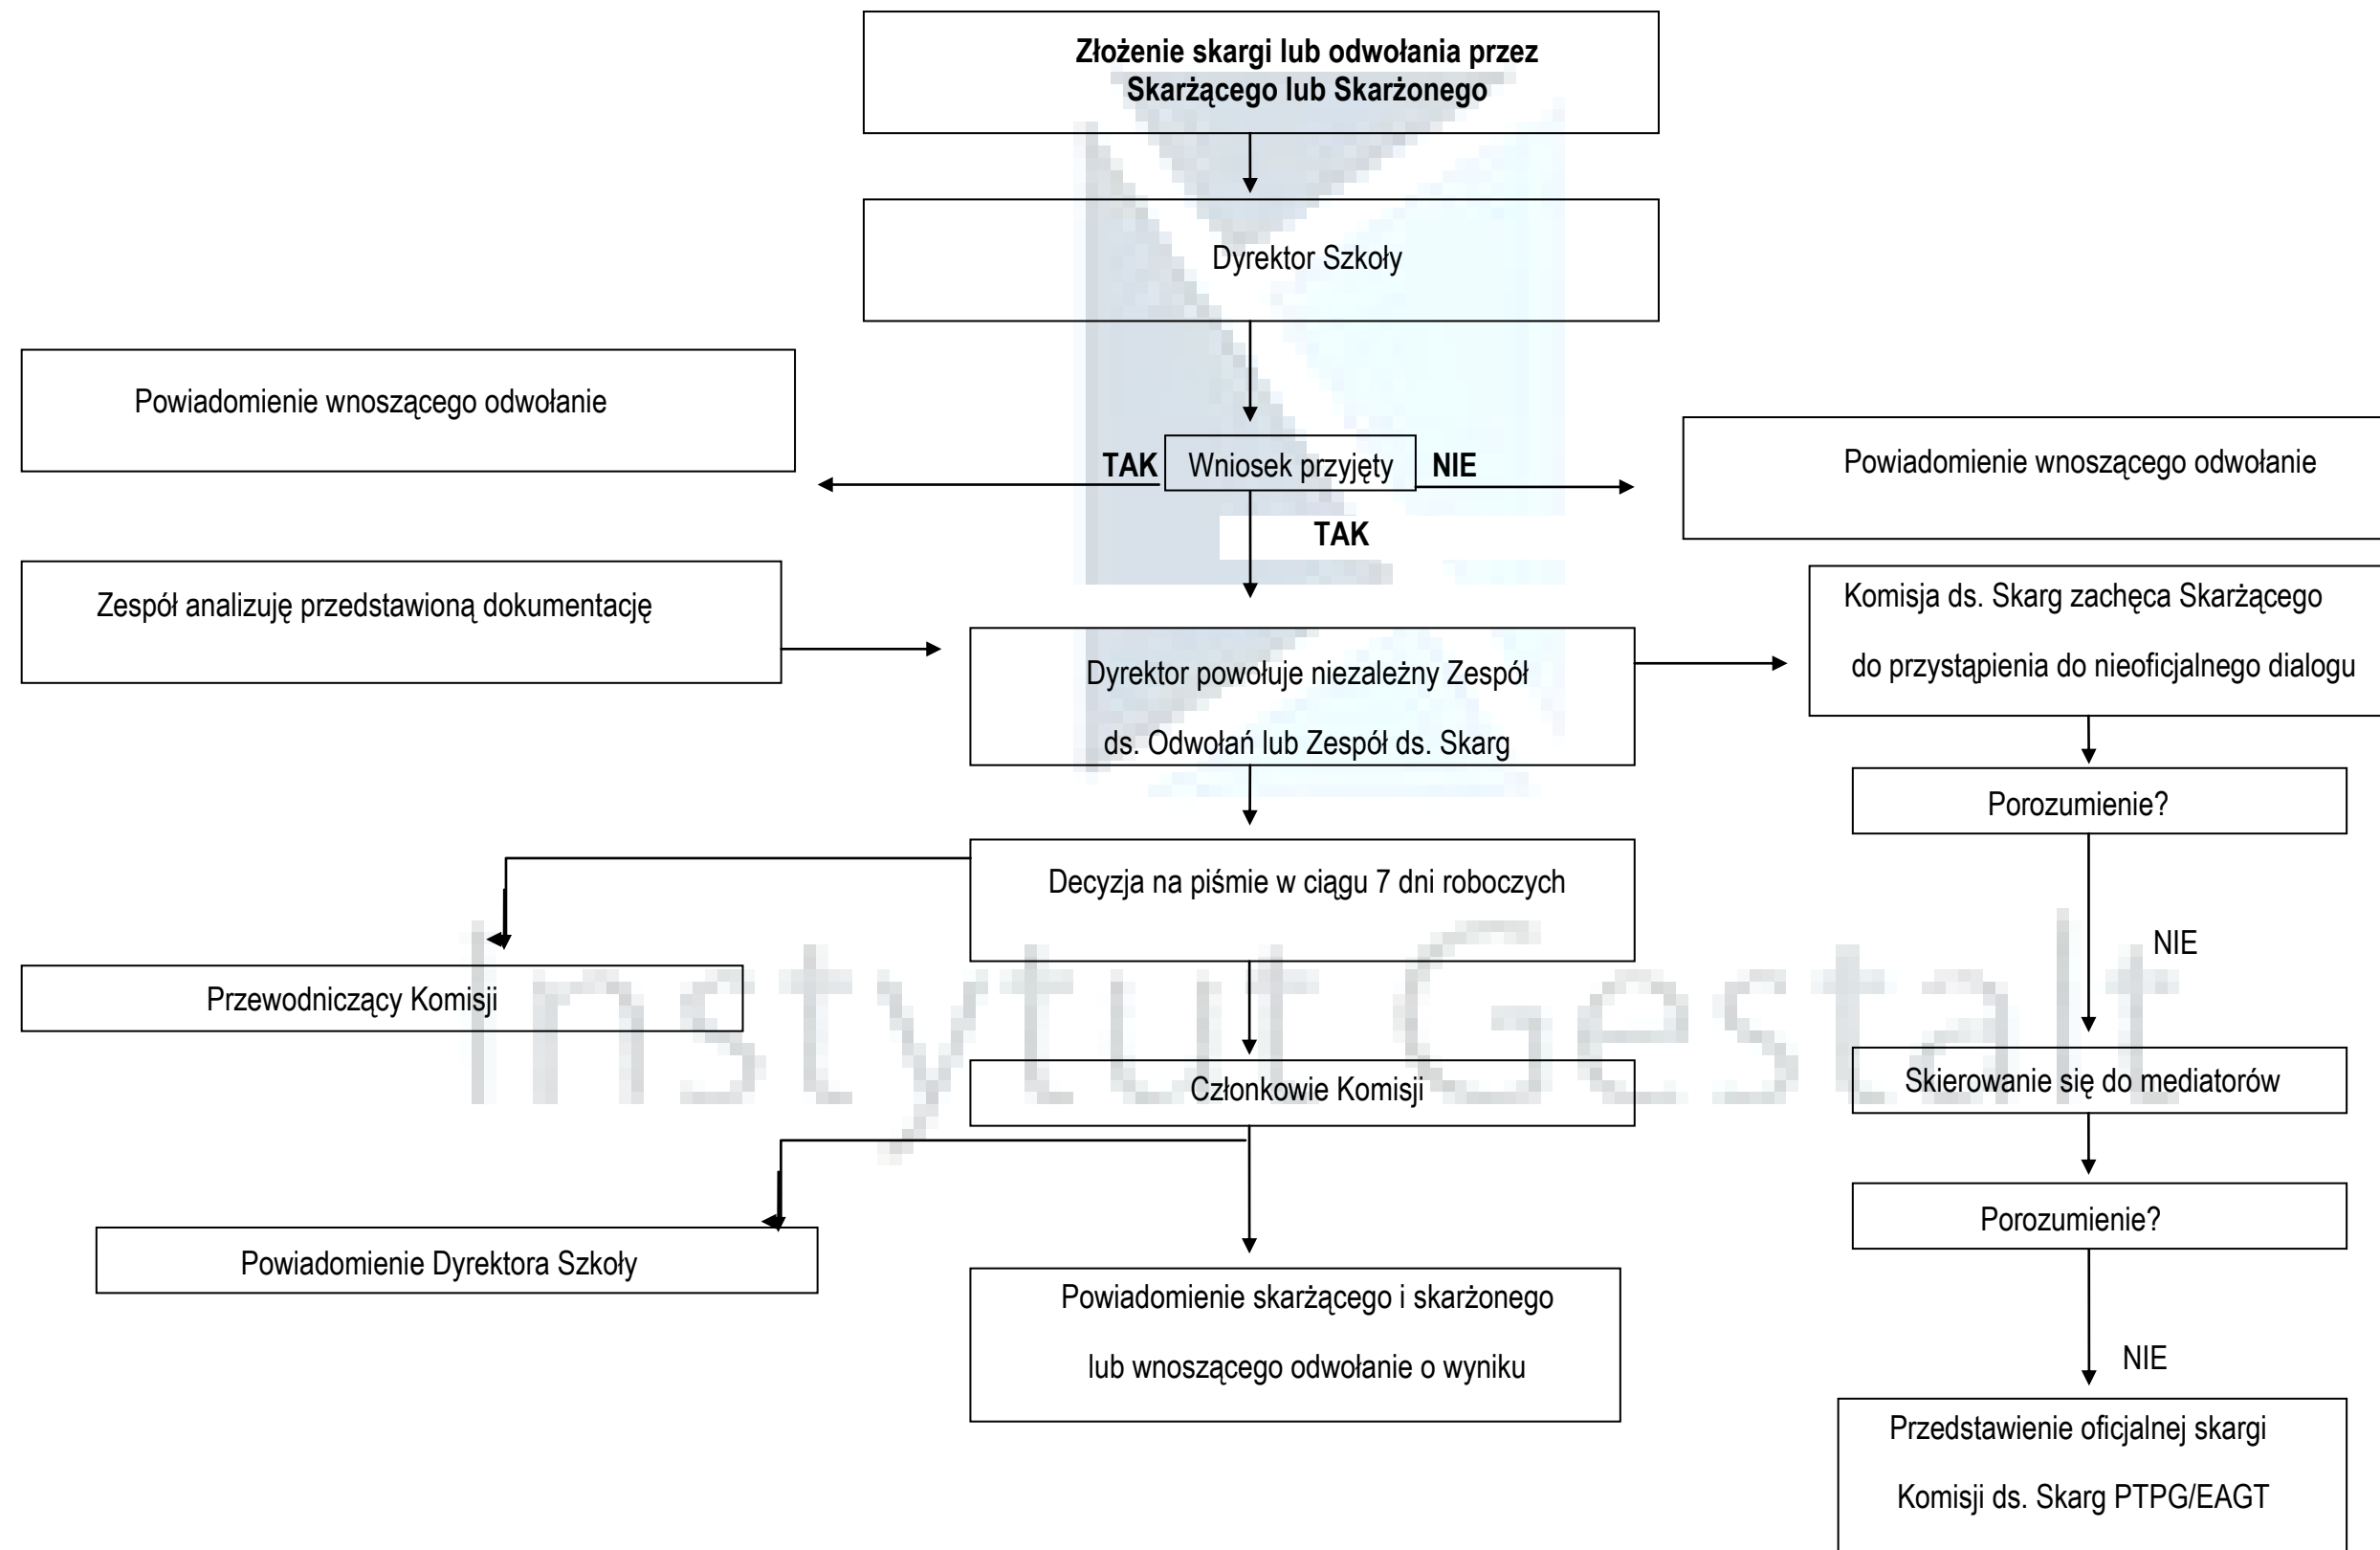 Złożenie skargi lub odwołania przez
Skarżącego lub Skarżonego
Dyrektor Szkoły
Powiadomienie wnoszącego odwołanie
TAK
Wniosek przyjęty
NIE
Powiadomienie wnoszącego odwołanie
TAK
Zespół analizuję przedstawioną dokumentację
Dyrektor powołuje niezależny Zespół
ds. Odwołań lub Zespół ds. Skarg
Komisja ds. Skarg zachęca Skarżącego
do przystąpienia do nieoficjalnego dialogu
Porozumienie?
Decyzja na piśmie w ciągu 7 dni roboczych
NIE
Przewodniczący Komisji
Instytut Gestalt
Członkowie Komisji
Skierowanie się do mediatorów
Porozumienie?
Powiadomienie Dyrektora Szkoły
Powiadomienie skarżącego i skarżonego
lub wnoszącego odwołanie o wyniku
NIE
Przedstawienie oficjalnej skargi
Komisji ds. Skarg PTPG/EAGT